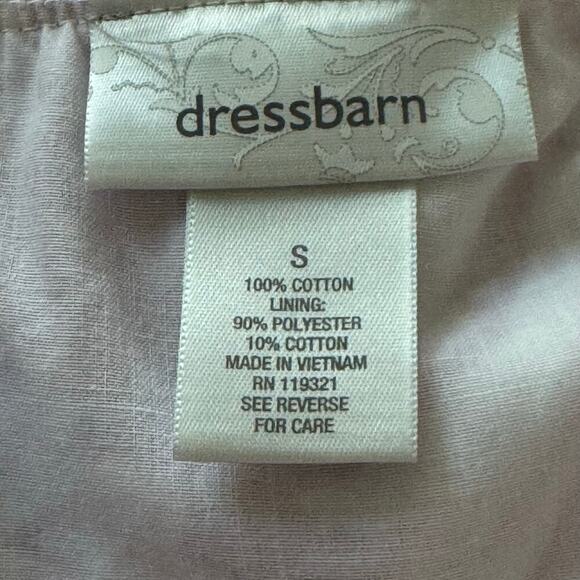 dressbarn
S
100% COTTON
LINING:
90% POLYESTER
10% COTTON
MADE IN VIETNAM
RN 119321
SEE REVERSE
FOR CARE